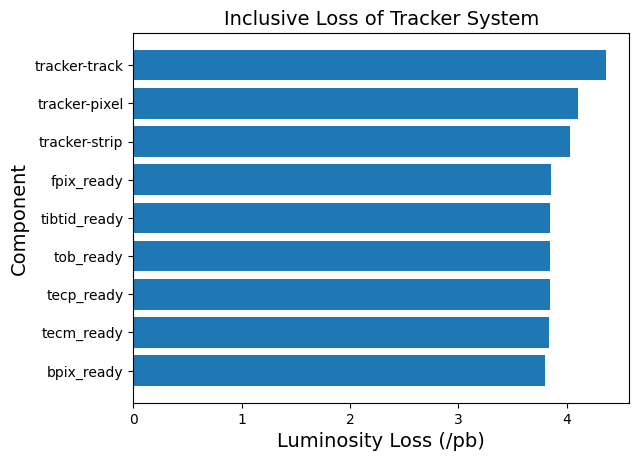 Inclusive Loss of Tracker System
Component
tracker-track
tracker-pixel
tracker-strip
fpix_ready
tibtid_ready
tob_ready
tecp_ready
tecm_ready
bpix_ready
0 1 2 3 4
Luminosity Loss (/pb)